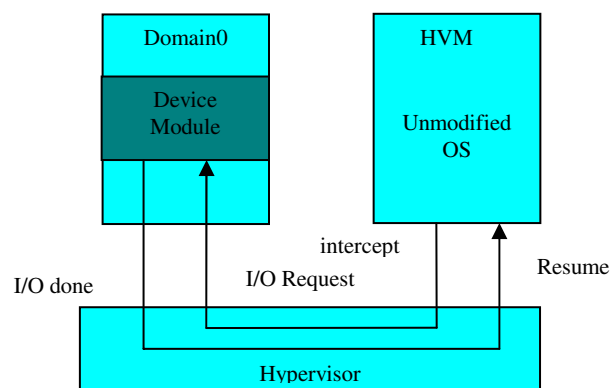 Domain0
HVM
Device
Module
Unmodified
OS
intercept
I/O Request
Resume
I/O done
Hypervisor